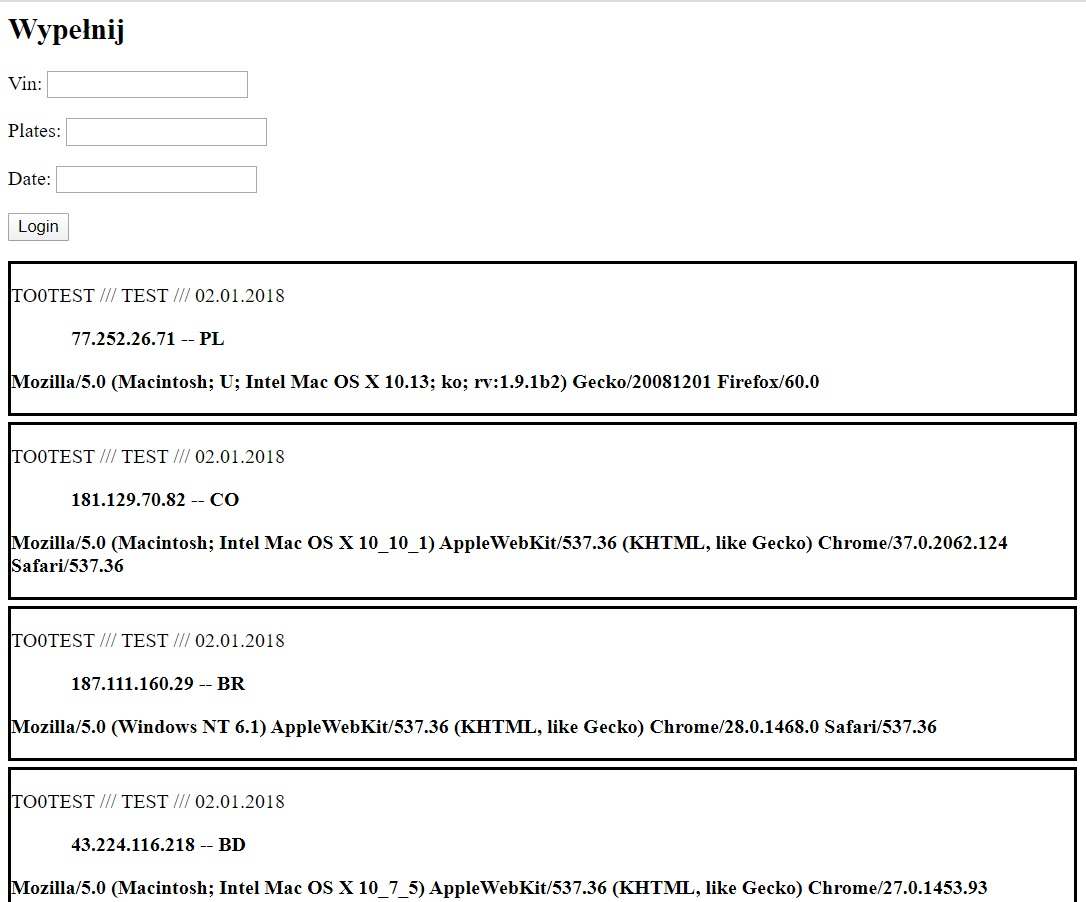 Wypełnij
Vin:
Plates:
Date:
Login
TO0TEST /// TEST /// 02.01.2018
77.252.26.71 -- PL
Mozilla/5.0 (Macintosh; U; Intel Mac OS X 10.13; ko; rv:1.9.1b2) Gecko/20081201 Firefox/60.0
TO0TEST /// TEST /// 02.01.2018
181.129.70.82 -- CO
Mozilla/5.0 (Macintosh; Intel Mac OS X 10_10_1) AppleWebKit/537.36 (KHTML, like Gecko) Chrome/37.0.2062.124
Safari/537.36
TO0TEST /// TEST /// 02.01.2018
187.111.160.29 -- BR
Mozilla/5.0 (Windows NT 6.1) AppleWebKit/537.36 (KHTML, like Gecko) Chrome/28.0.1468.0 Safari/537.36
TO0TEST /// TEST /// 02.01.2018
43.224.116.218 -- BD
Mozilla/5.0 (Macintosh; Intel Mac OS X 10_7_5) AppleWebKit/537.36 (KHTML, like Gecko) Chrome/27.0.1453.93